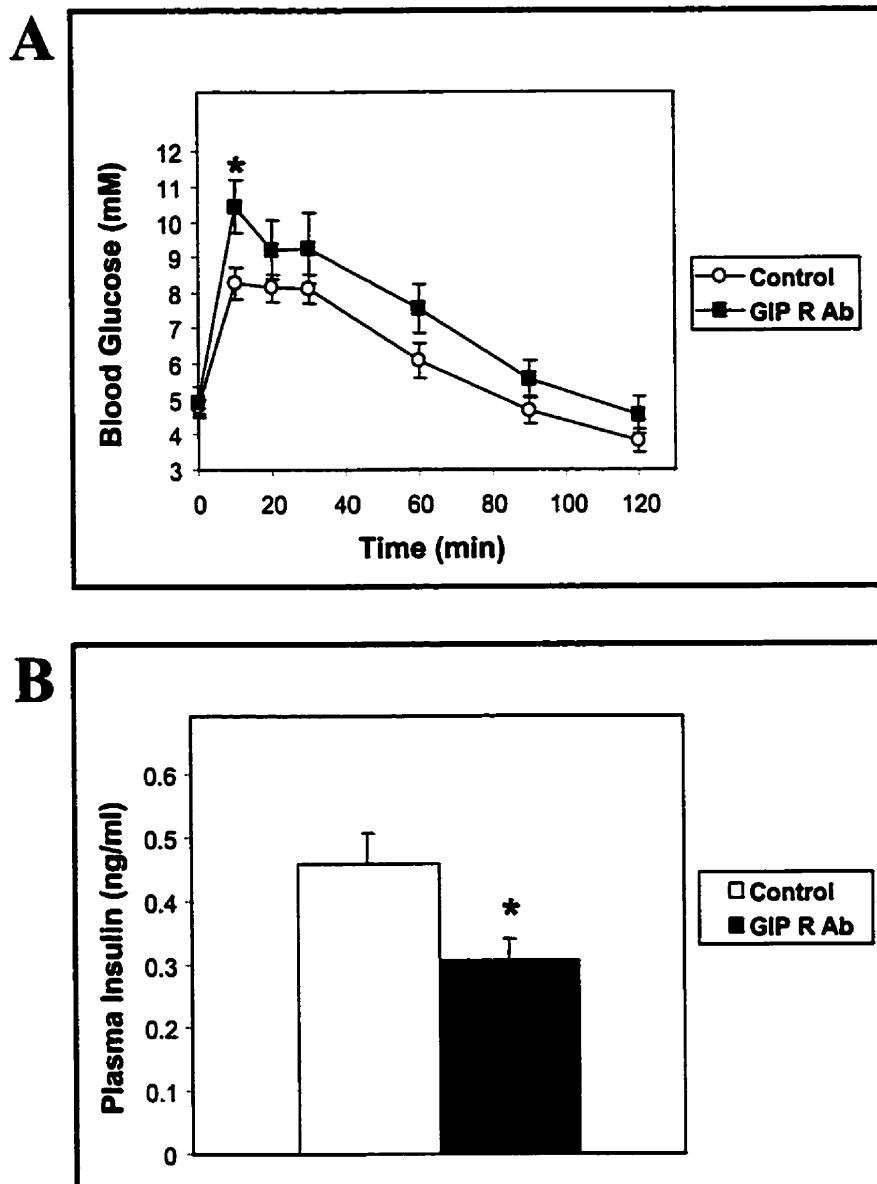 A
*
12
11
10
9
8
7
6
5
4
3
Blood Glucose (mM)
0 20 40 60 80 100 120
Time (min)
Control
GIP R Ab
B
0.6
0.5
0.4
0.3
0.2
0.1
0
Plasma Insulin (ng/ml)
*
Control
GIP R Ab